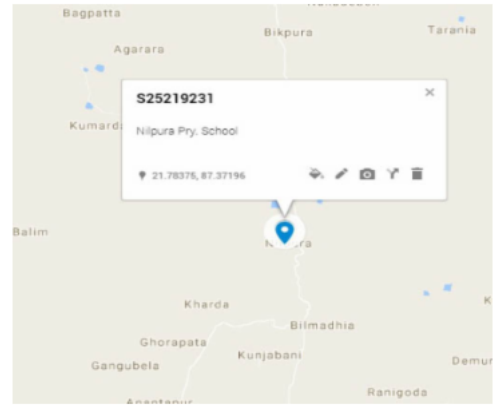 Bagpatta
Bikpura
Tarania
Agarara
S25219231
Nilpura Pry. School
21.78375, 87.37196
Balim
Kharda
Bilmadhia
Ghorapata
Kunjabani
Gangubela
Demur
Ranigoda
Anantapur